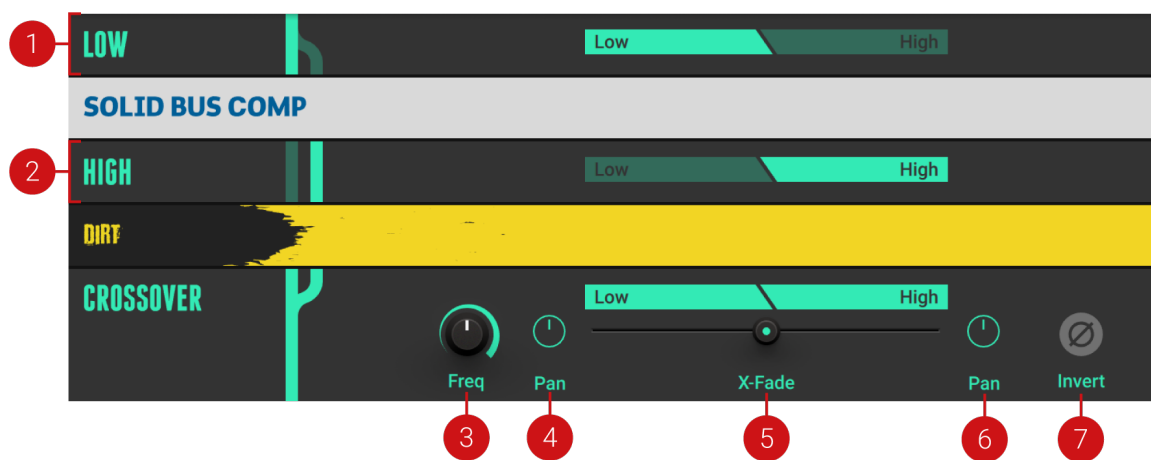 1
LOW
Low High
SOLID BUS COMP
2
HIGH
Low High
DIRT
CROSSOVER
Low High
Freq Pan X-Fade Pan Invert
3 4 5 6 7